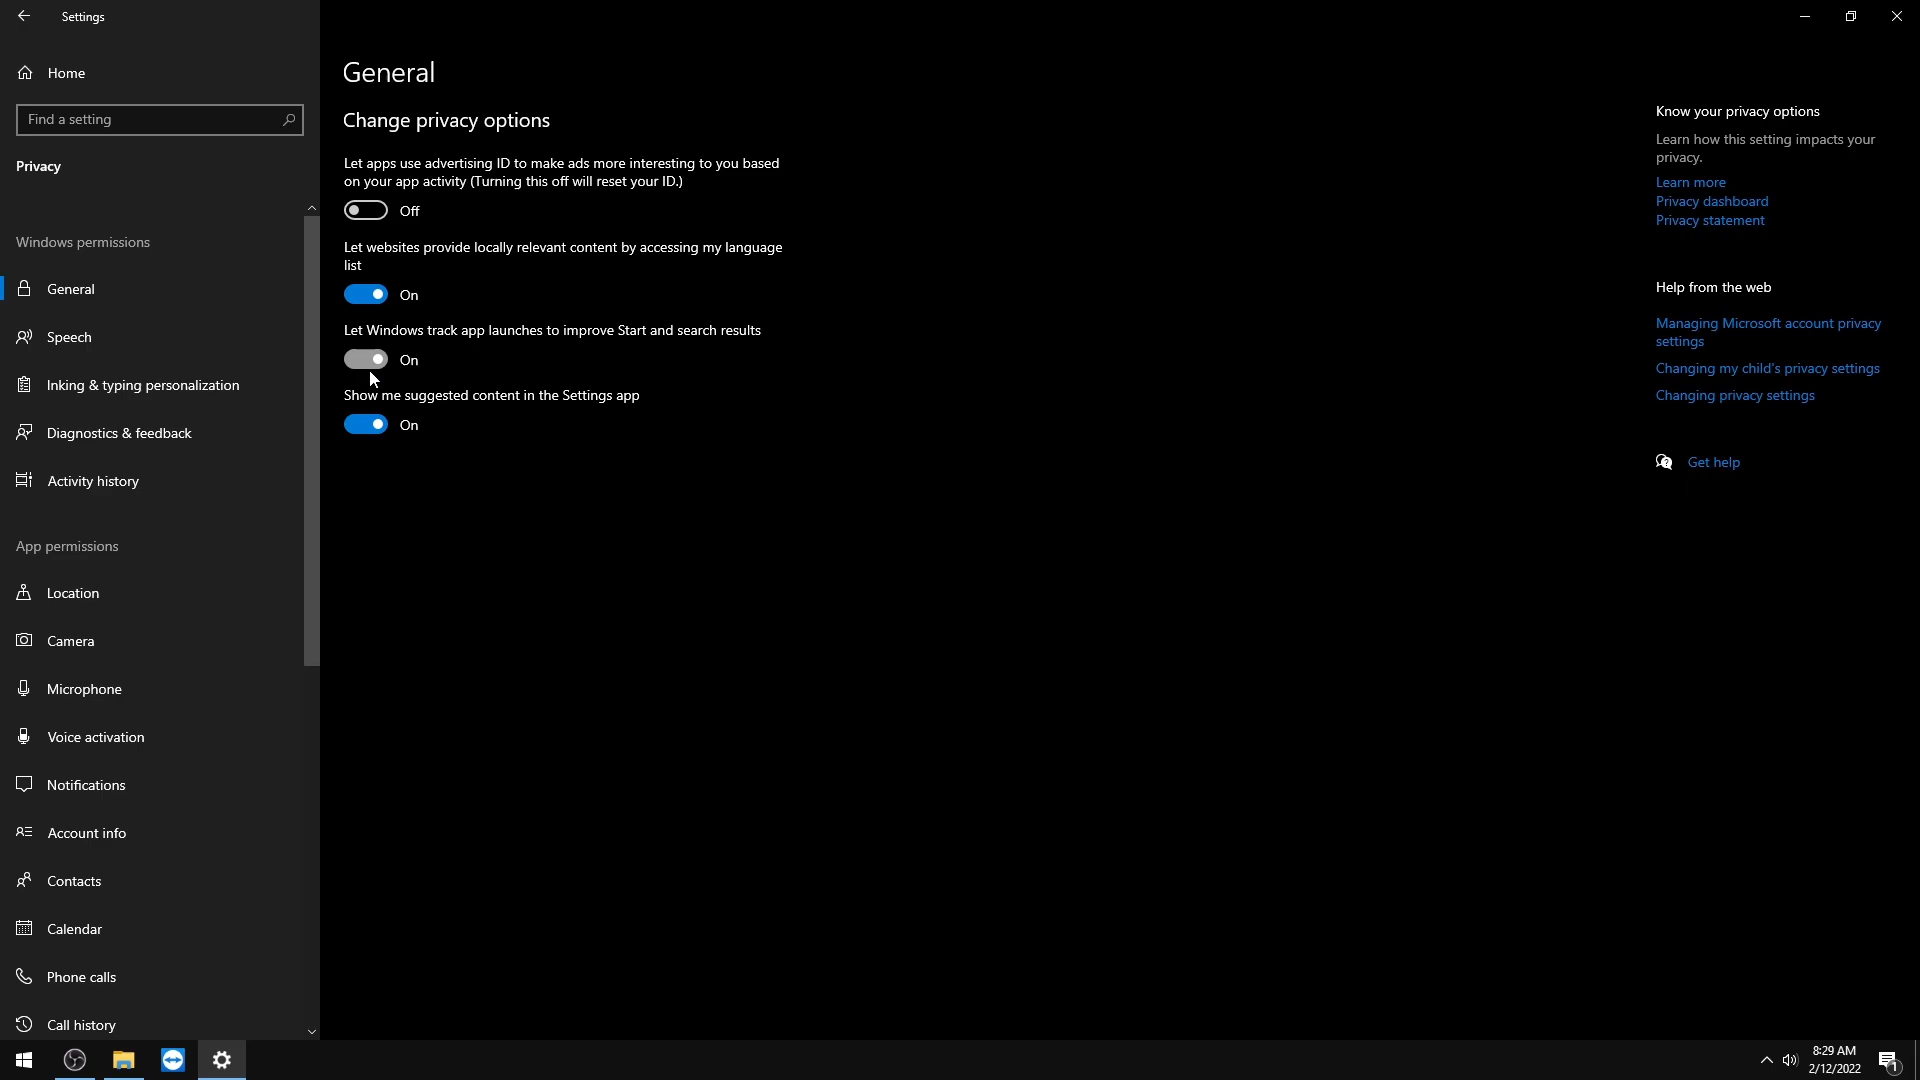 Settings
Home
Find a setting
Privacy
Windows permissions
General
Speech
Inking & typing personalization
Diagnostics & feedback
Activity history
App permissions
Location
Camera
Microphone
Voice activation
Notifications
Account info
Contacts
Calendar
Phone calls
Call history
General
Change privacy options
Let apps use advertising ID to make ads more interesting to you based
on your app activity (Turning this off will reset your ID.)
Off
Let websites provide locally relevant content by accessing my language
list
On
Let Windows track app launches to improve Start and search results
On
Show me suggested content in the Settings app
On
Know your privacy options
Learn how this setting impacts your
privacy.
Learn more
Privacy dashboard
Privacy statement
Help from the web
Managing Microsoft account privacy
settings
Changing my child's privacy settings
Changing privacy settings
Get help
8:29 AM
2/12/2022
1